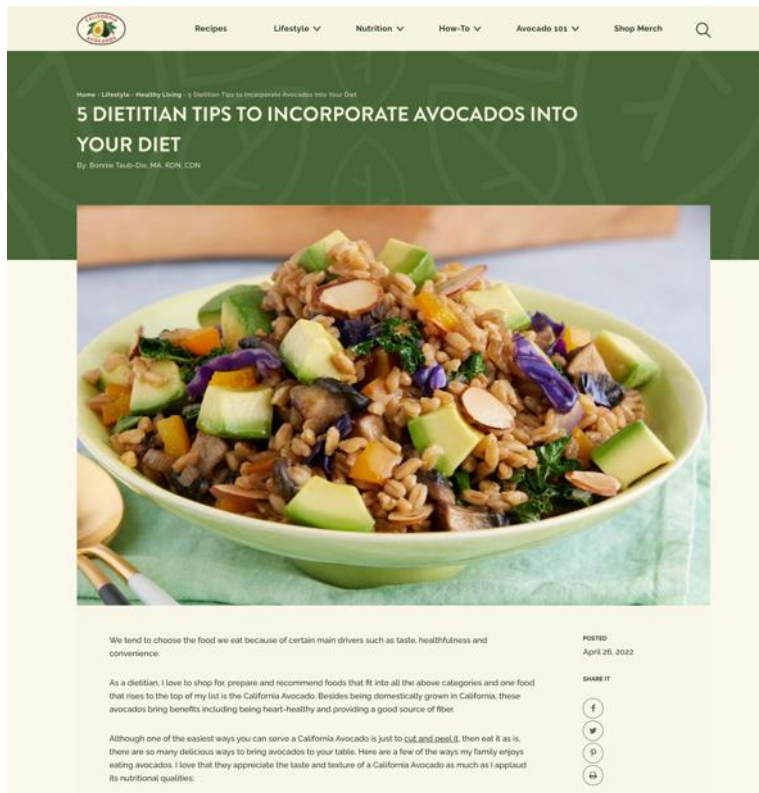 CALIFORNIA
AVOCADOS
Recipes
Lifestyle
Nutrition
How-To
Avocado 101
Shop Merch
Home - Lifestyle - Healthy Living - 5 Dietitian Tips to Incorporate Avocados Into Your Diet
5 DIETITIAN TIPS TO INCORPORATE AVOCADOS INTO
YOUR DIET
By: Bonnie Taub-Dix, MA, RDN, CDN
We tend to choose the food we eat because of certain main drivers such as taste, healthfulness and
convenience.
As a dietitian, I love to shop for, prepare and recommend foods that fit into all the above categories and one food
that rises to the top of my list is the California Avocado. Besides being domestically grown in California, these
avocados bring benefits including being heart-healthy and providing a good source of fiber.
Although one of the easiest ways you can serve a California Avocado is just to cut and peel it, then eat it as is,
there are so many delicious ways to bring avocados to your table. Here are a few of the ways my family enjoys
eating avocados. I love that they appreciate the taste and texture of a California Avocado as much as I applaud
its nutritional qualities:
POSTED
April 26, 2022
SHARE IT